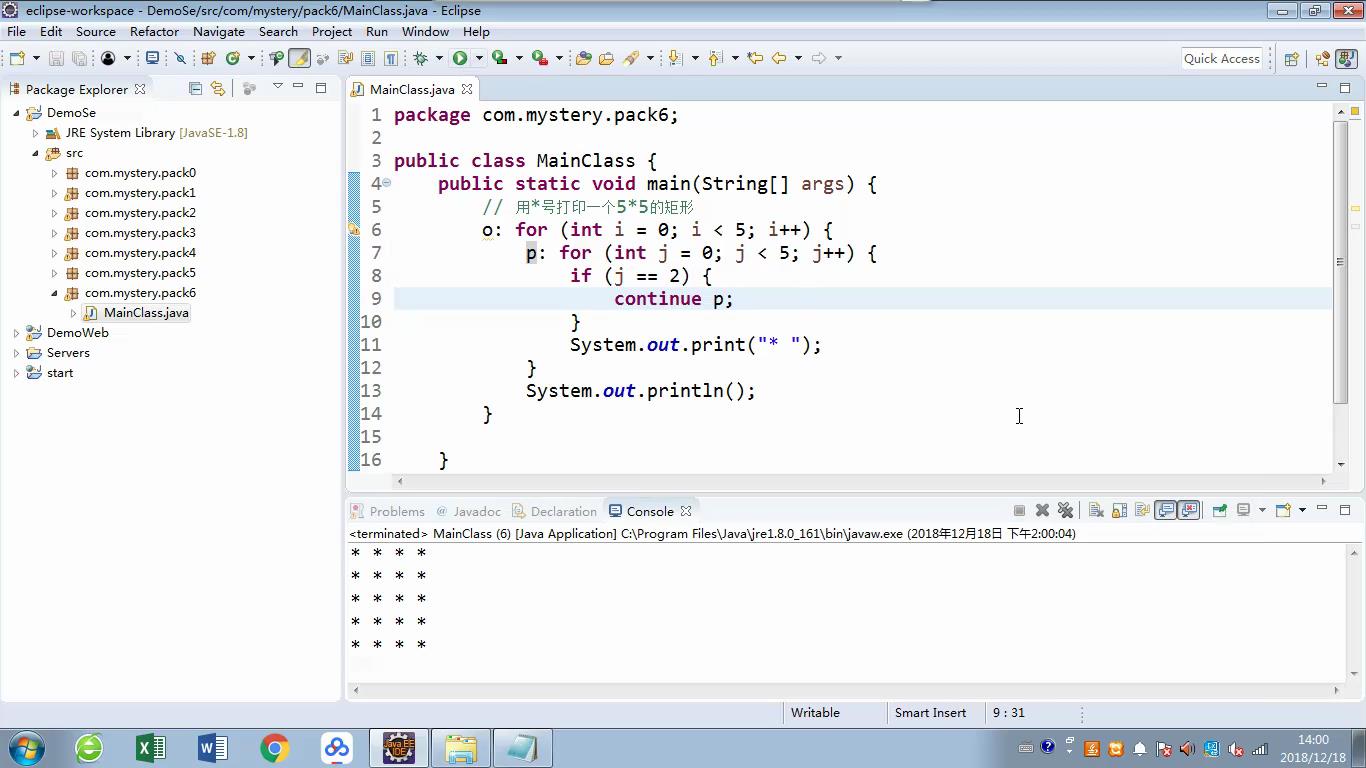 eclipse-workspace - DemoSe/src/com/mystery/pack6/MainClass.java - Eclipse
File Edit Source Refactor Navigate Search Project Run Window Help
Quick Access
Package Explorer
DemoSe
JRE System Library [JavaSE-1.8]
src
com.mystery.pack0
com.mystery.pack1
com.mystery.pack2
com.mystery.pack3
com.mystery.pack4
com.mystery.pack5
com.mystery.pack6
MainClass.java
DemoWeb
Servers
start
MainClass.java
1 package com.mystery.pack6;
2
3 public class MainClass {
4 public static void main(String[] args) {
5 // 用*号打印一个5*5的矩形
6 o: for (int i = 0; i < 5; i++) {
7 p: for (int j = 0; j < 5; j++) {
8 if (j == 2) {
9 continue p;
10 }
11 System.out.print("* ");
12 }
13 System.out.println();
14 }
15
16 }
Problems @ Javadoc Declaration Console
<terminated> MainClass (6) [Java Application] C:\Program Files\Java\jre1.8.0_161\bin\javaw.exe (2018年12月18日 下午2:00:04)
* * * *
* * * *
* * * *
* * * *
* * * *
Writable Smart Insert 9 : 31
Java EE
IDE
14:00
2018/12/18